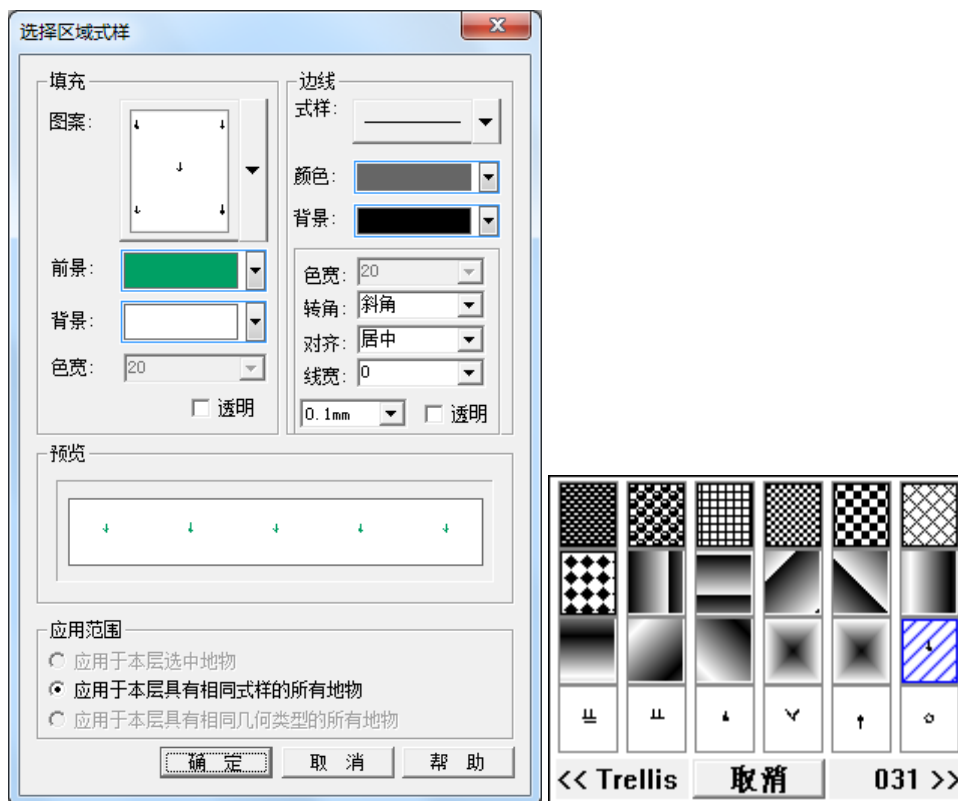 选择区域式样
填充
图案:
前景:
背景:
色宽: 20
透明
边线
式样:
颜色:
背景:
色宽: 20
转角: 斜角
对齐: 居中
线宽: 0
0.1mm 透明
预览
应用范围
应用于本层选中地物
应用于本层具有相同式样的所有地物
应用于本层具有相同几何类型的所有地物
确 定 取 消 帮 助
<< Trellis 取消 031 >>